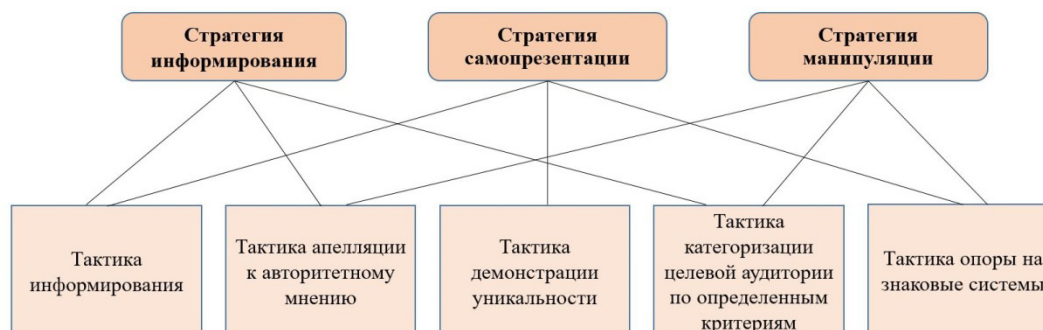 Стратегия
информирования
Стратегия
самопрезентации
Стратегия
манипуляции
Тактика
информирования
Тактика апелляции
к авторитетному
мнению
Тактика
демонстрации
уникальности
Тактика
категоризации
целевой аудитории
по определенным
критериям
Тактика опоры на
знаковые системы